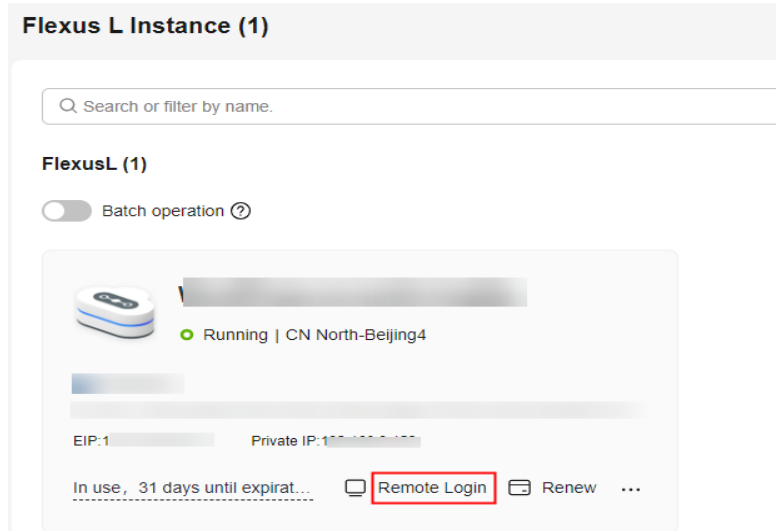 Flexus L Instance (1)
Search or filter by name.
FlexusL (1)
Batch operation
Running | CN North-Beijing4
EIP:1 Private IP:1
In use，31 days until expirat... Remote Login Renew ...